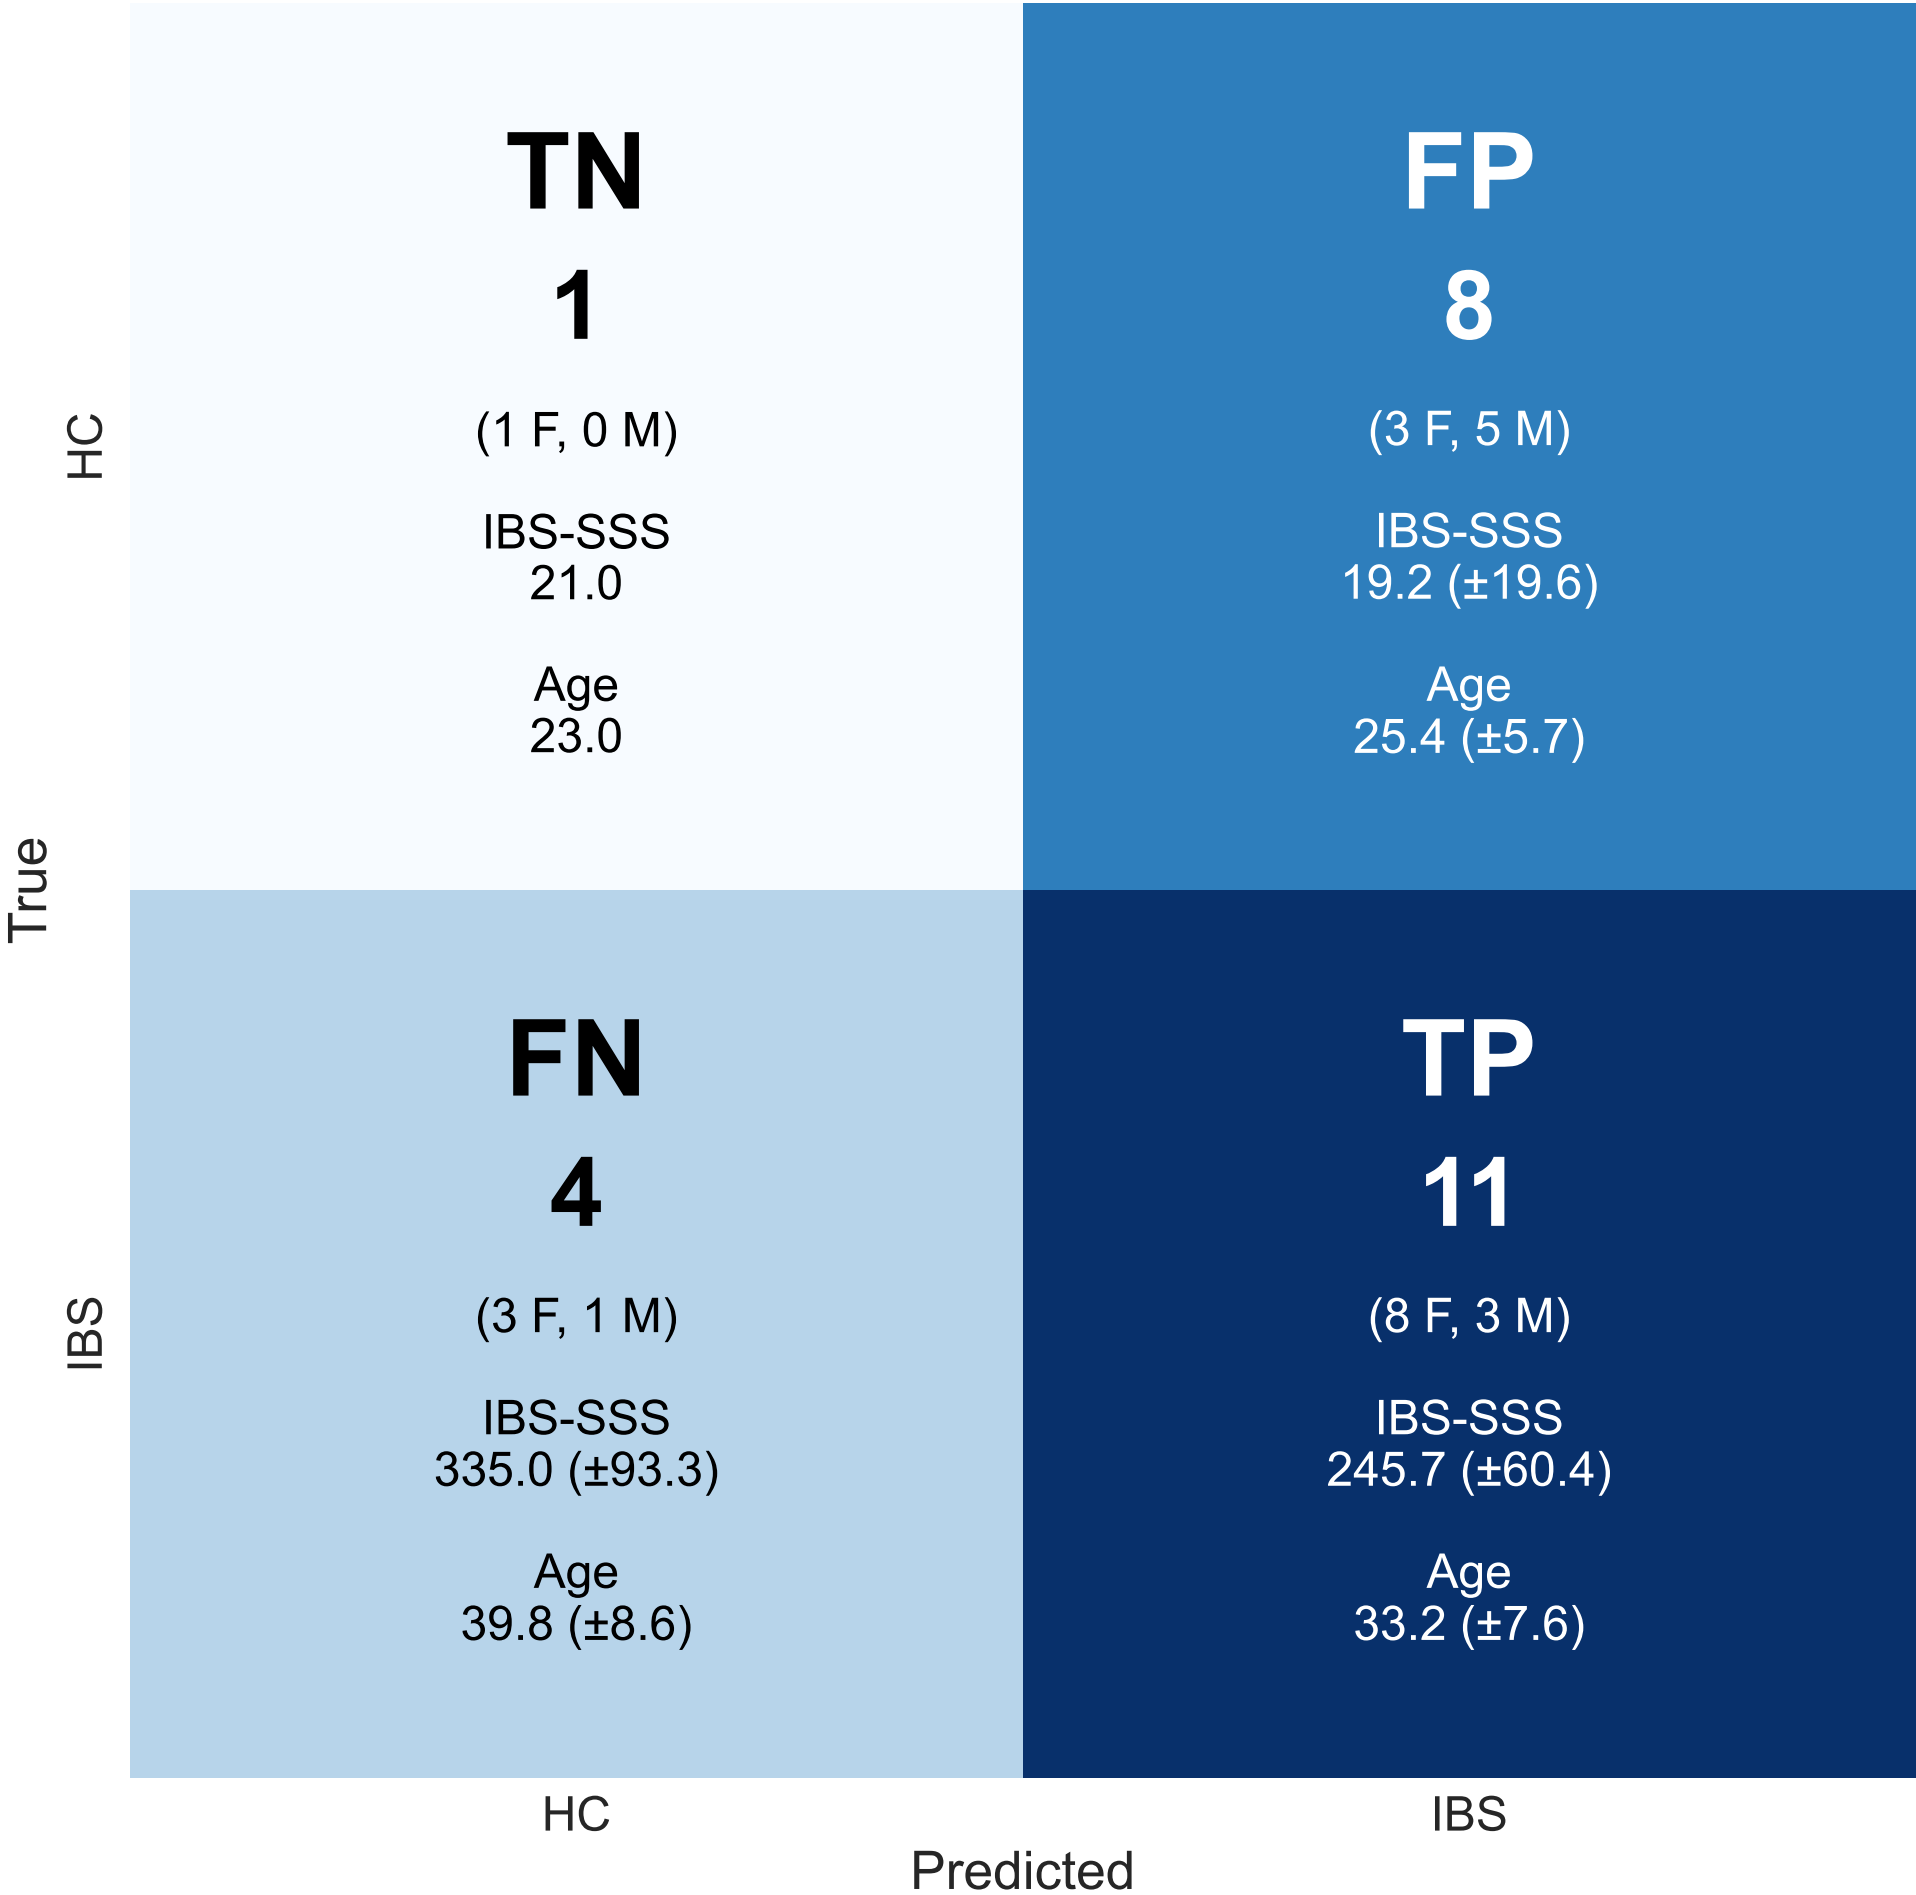 TN
1
(1 F, 0 M)
IBS-SSS
21.0
Age
23.0
FP
8
(3 F, 5 M)
IBS-SSS
19.2 (±19.6)
Age
25.4 (±5.7)
FN
4
(3 F, 1 M)
IBS-SSS
335.0 (±93.3)
Age
39.8 (±8.6)
TP
11
(8 F, 3 M)
IBS-SSS
245.7 (±60.4)
Age
33.2 (±7.6)
HC
IBS
True
HC
IBS
Predicted